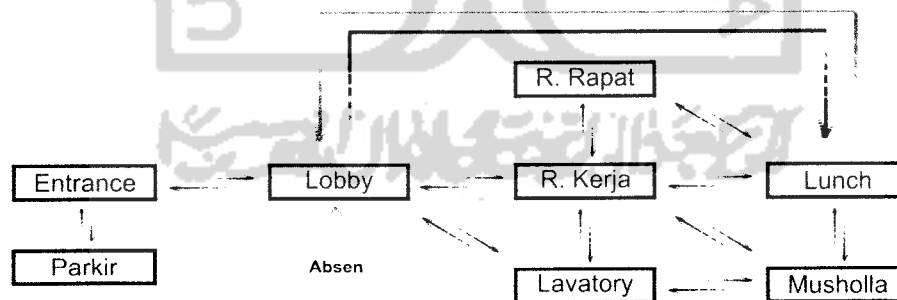 R. Rapat
Entrance
Lobby
R. Kerja
Lunch
Parkir
Absen
Lavatory
Musholla